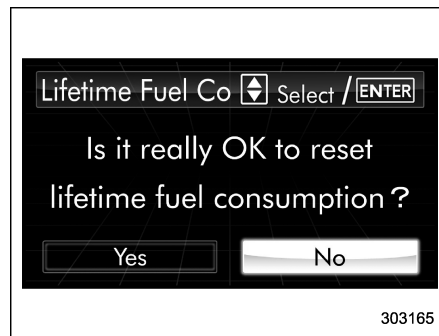 Lifetime Fuel Co Select / ENTER
Is it really OK to reset
lifetime fuel consumption?
Yes No
303165